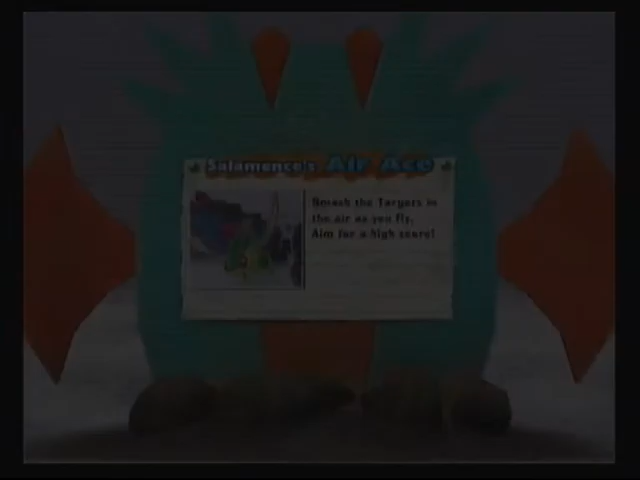 Salamence's Air Ace
Smash the Targets in
the air as you fly.
Aim for a high score!